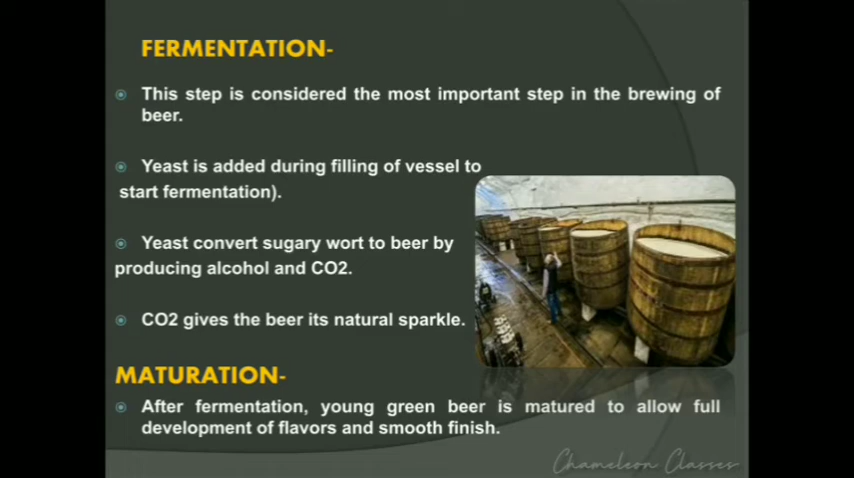 FERMENTATION-
This step is considered the most important step in the brewing of
beer.
Yeast is added during filling of vessel to
start fermentation).
Yeast convert sugary wort to beer by
producing alcohol and CO2.
CO2 gives the beer its natural sparkle.
MATURATION-
After fermentation, young green beer is matured to allow full
development of flavors and smooth finish.
Chameleon Classes